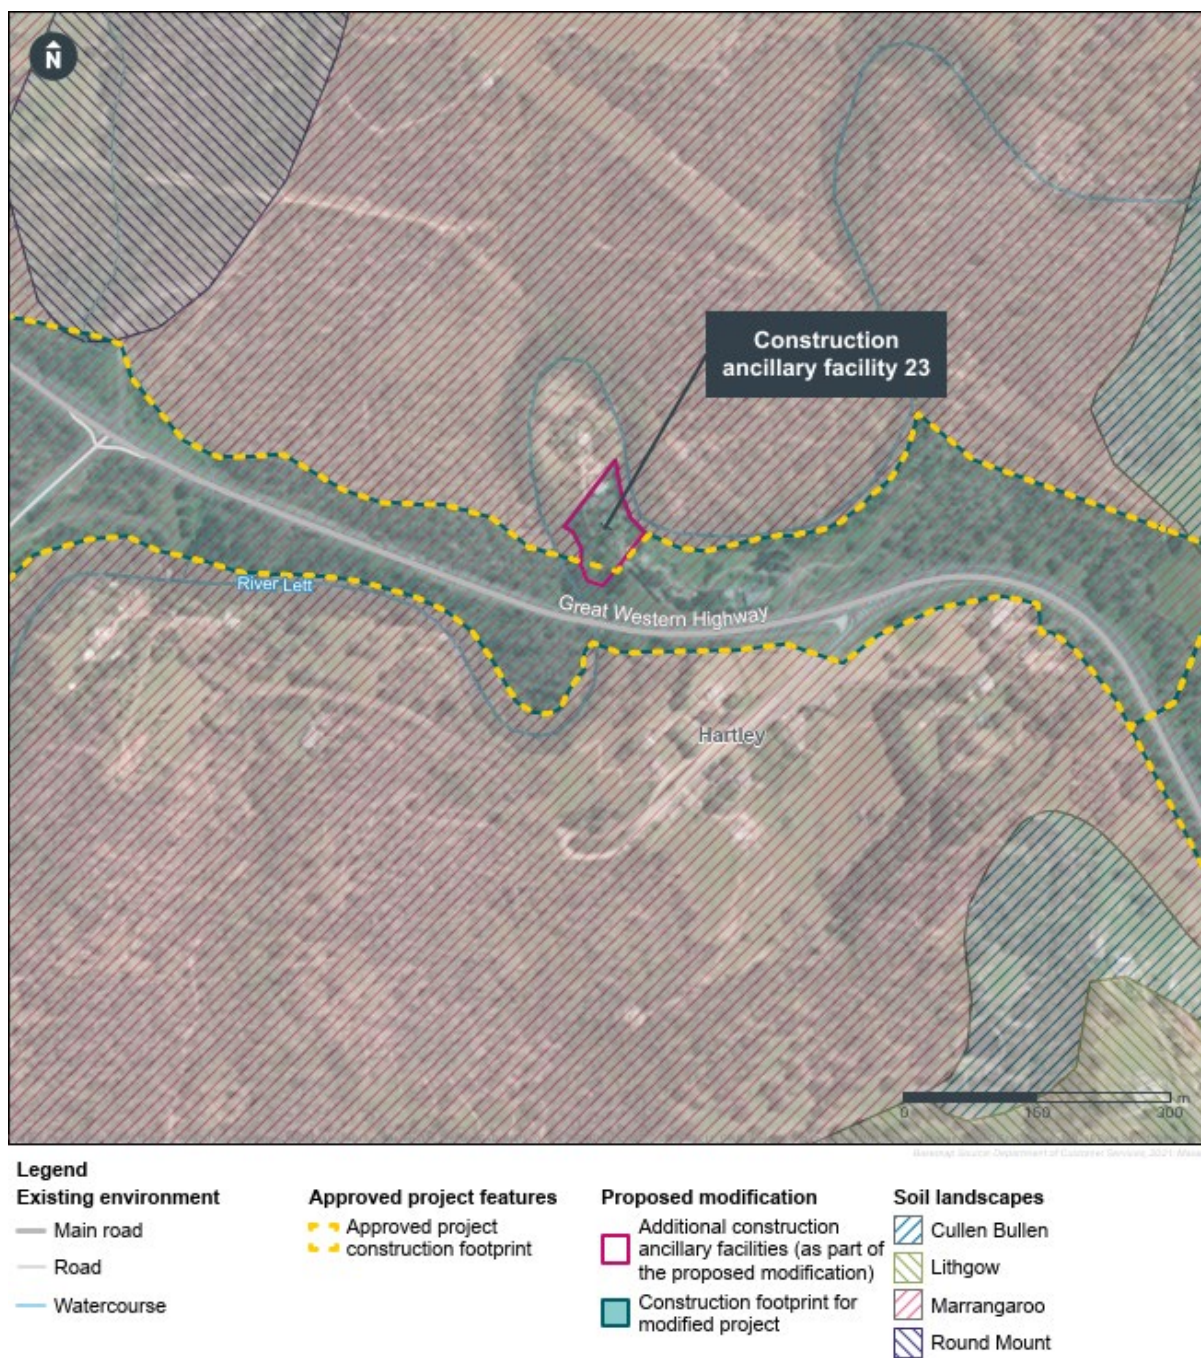 N
Construction
ancillary facility 23
River Lett
Great Western Highway
Hartley
m
0 150 300
Legend
Existing environment
Main road
Road
Watercourse
Approved project features
Approved project
construction footprint
Proposed modification
Additional construction
ancillary facilities (as part of
the proposed modification)
Construction footprint for
modified project
Soil landscapes
Cullen Bullen
Lithgow
Marrangaroo
Round Mount